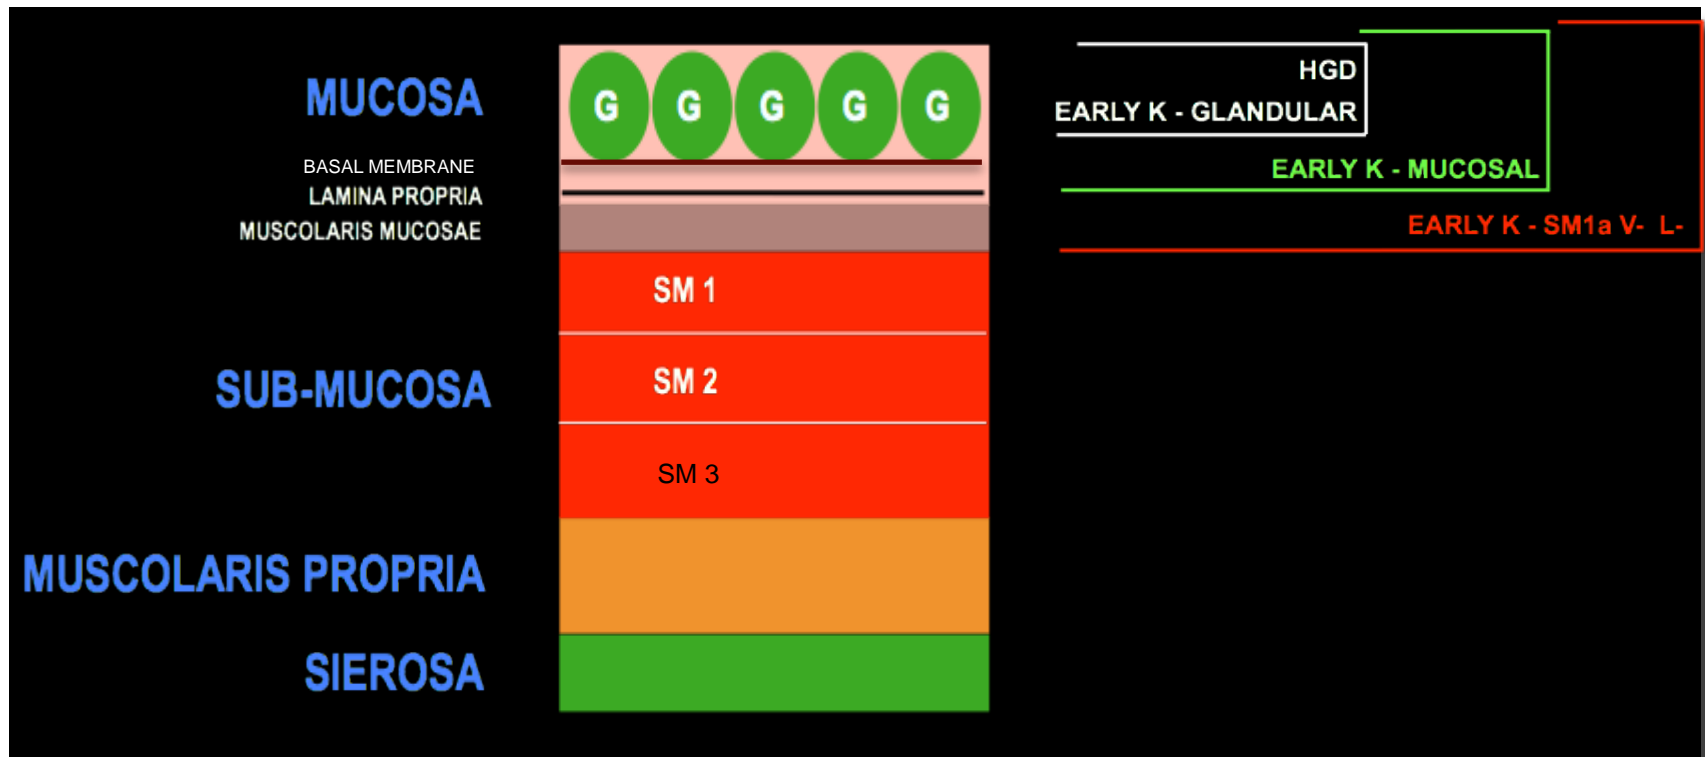 MUCOSA
BASAL MEMBRANE
LAMINA PROPRIA
MUSCOLARIS MUCOSAE
SUB-MUCOSA
MUSCOLARIS PROPRIA
SIEROSA
G G G G G
SM 1
SM 2
SM 3
HGD
EARLY K - GLANDULAR
EARLY K - MUCOSAL
EARLY K - SM1a V- L-